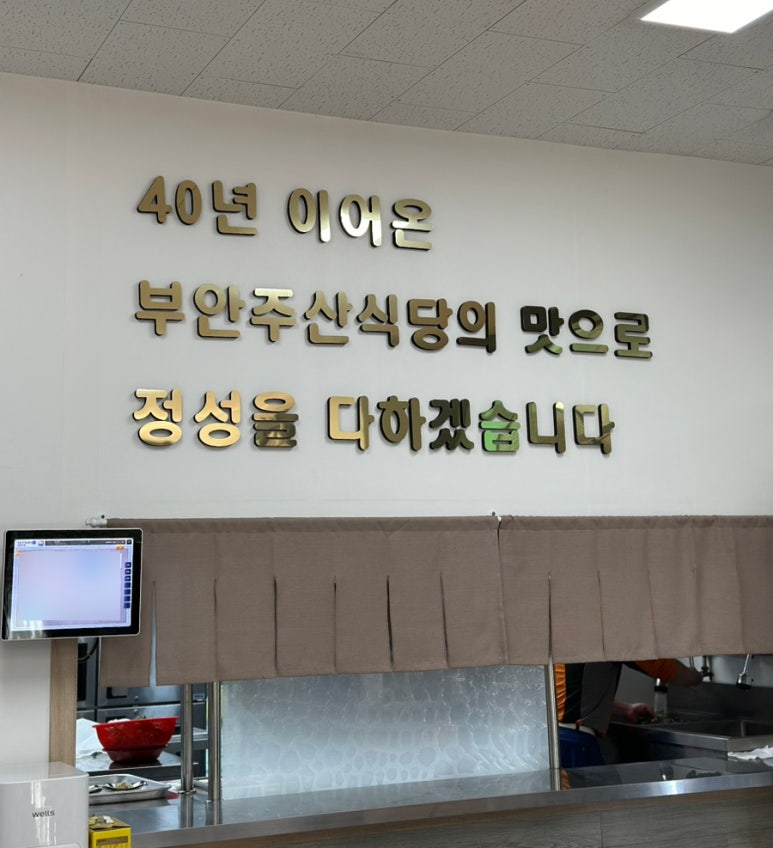 40년 이어온
부안주산식당의 맛으로
정성을 다하겠습니다
wells